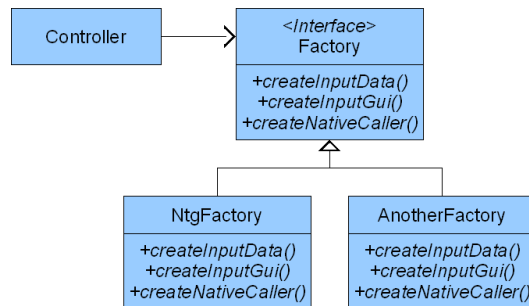 Controller
<Interface>
Factory
+createInputData()
+createInputGui()
+createNativeCaller()
NtgFactory
+createInputData()
+createInputGui()
+createNativeCaller()
AnotherFactory
+createInputData()
+createInputGui()
+createNativeCaller()